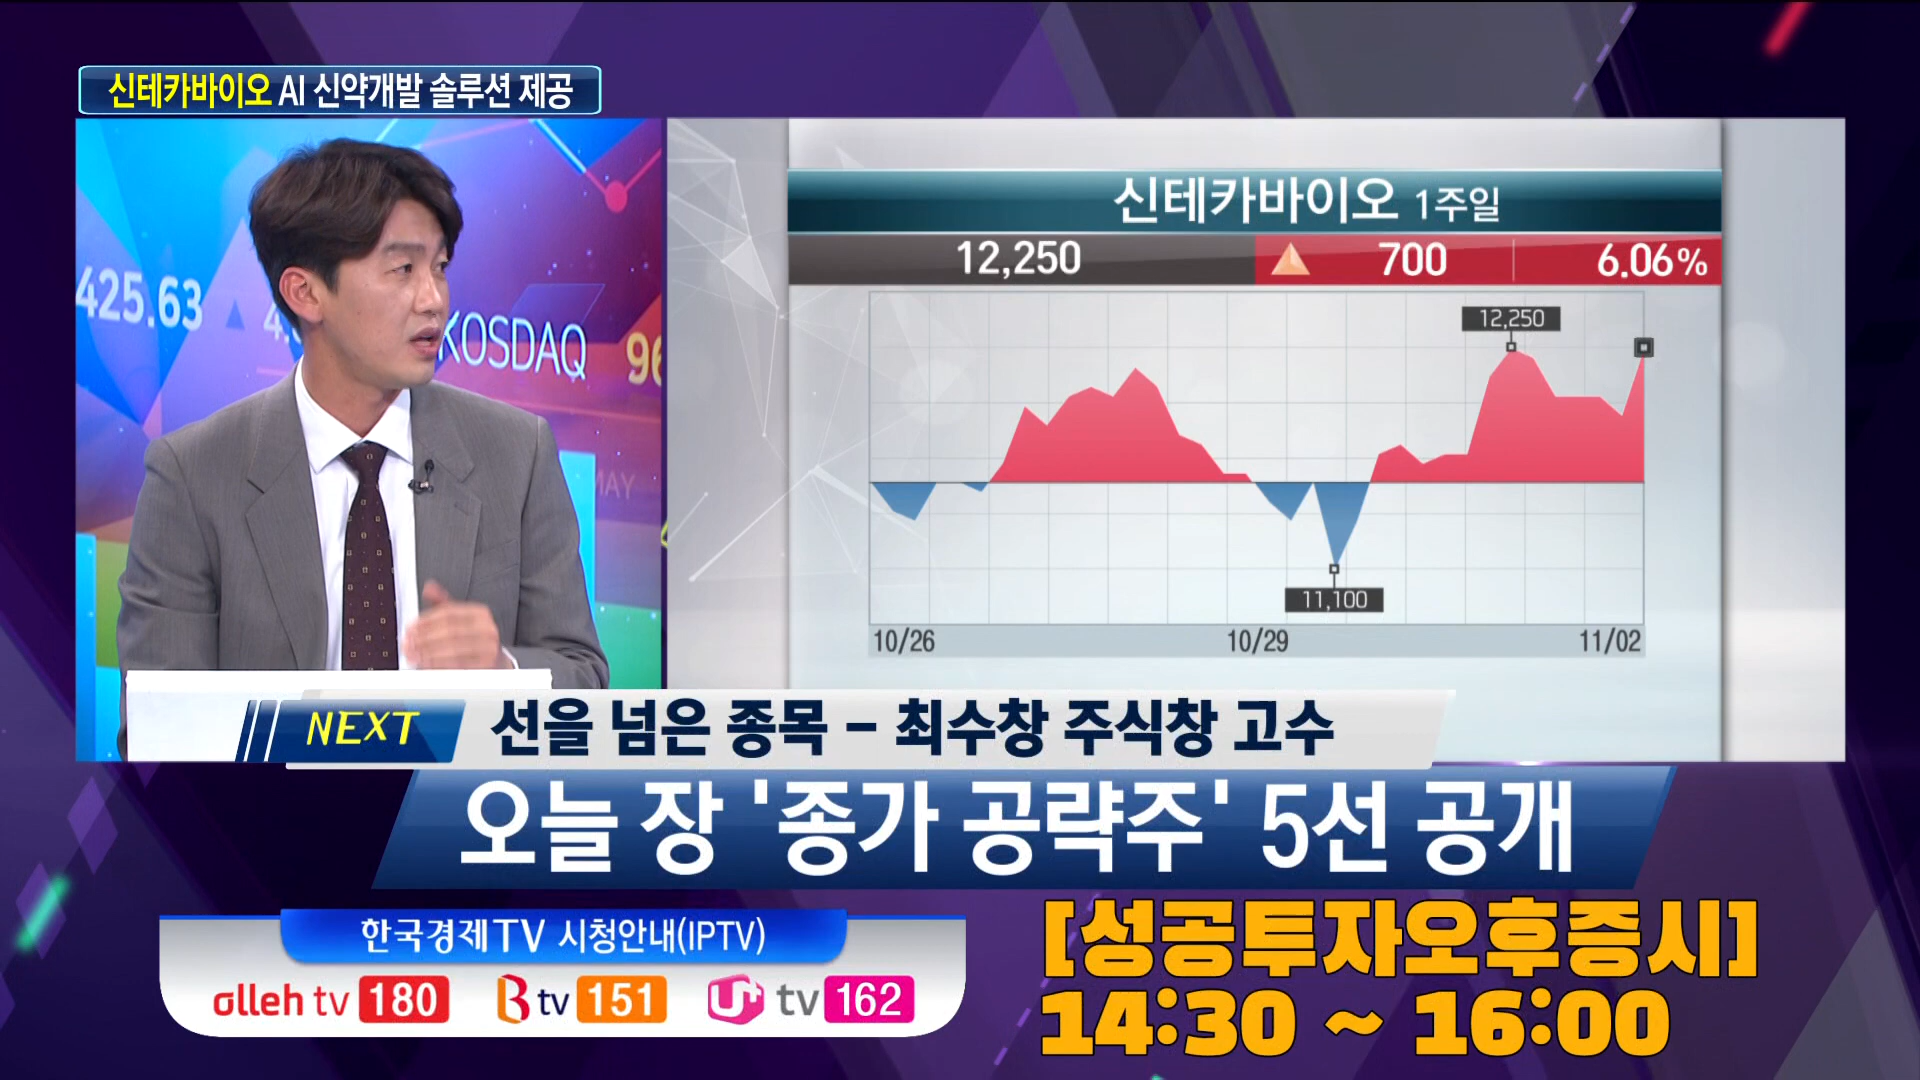 신테카바이오 AI 신약개발 솔루션 제공
425.63
KOSDAQ
MAY
신테카바이오 1주일
12,250 700 6.06%
12,250
11,100
10/26 10/29 11/02
NEXT 선을 넘은 종목 - 최수창 주식창 고수
오늘 장 '종가 공략주' 5선 공개
한국경제TV 시청안내(IPTV)
olleh tv 180 B tv 151 U+ tv 162
[성공투자오후증시]
14:30 ~ 16:00